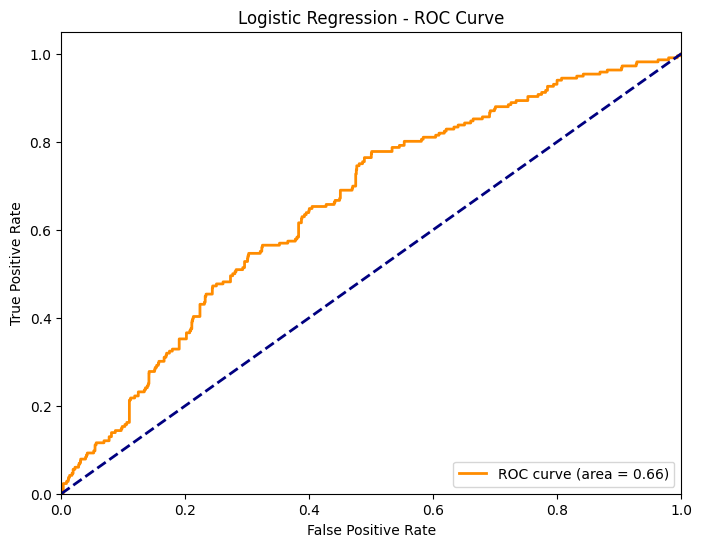 Logistic Regression - ROC Curve
True Positive Rate
1.0
0.8
0.6
0.4
0.2
0.0
ROC curve (area = 0.66)
0.0 0.2 0.4 0.6 0.8 1.0
False Positive Rate